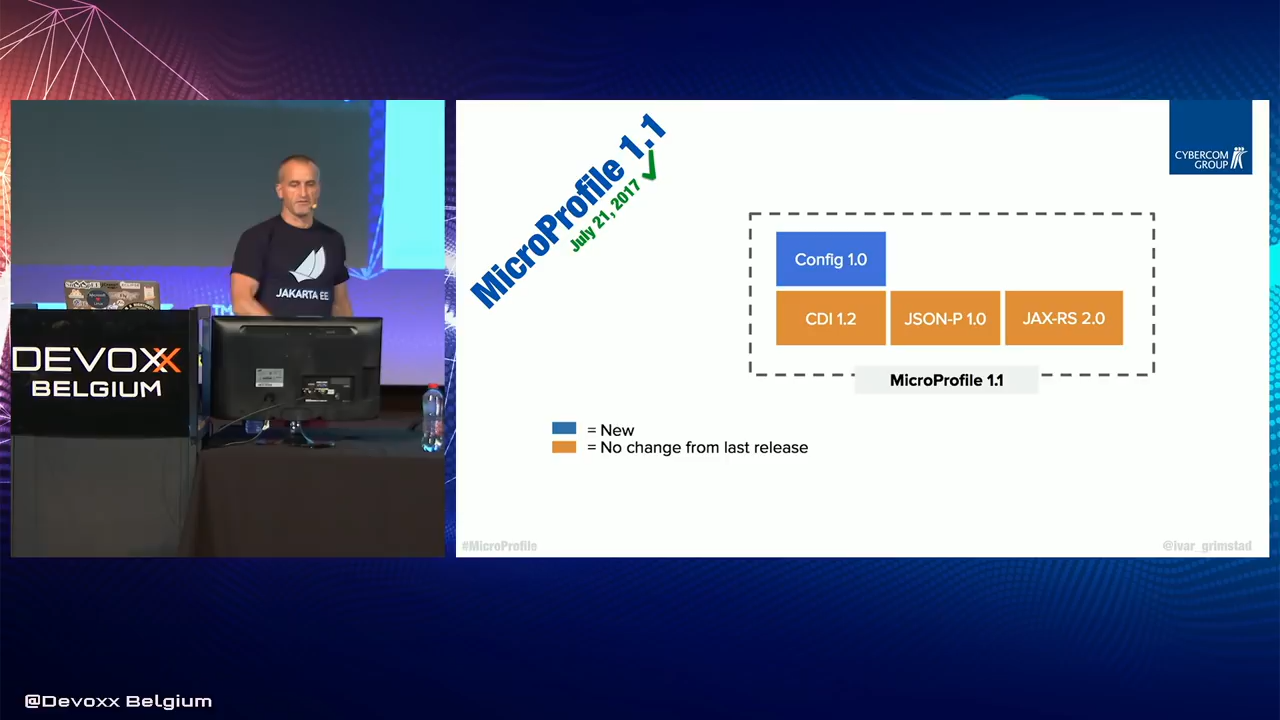 MicroProfile 1.1
July 21, 2017
CYBERCOM
GROUP
Config 1.0
CDI 1.2
JSON-P 1.0
JAX-RS 2.0
MicroProfile 1.1
= New
= No change from last release
#MicroProfile
@ivar_grimstad
JAKARTA EE
DEVOXX
BELGIUM
@Devoxx Belgium